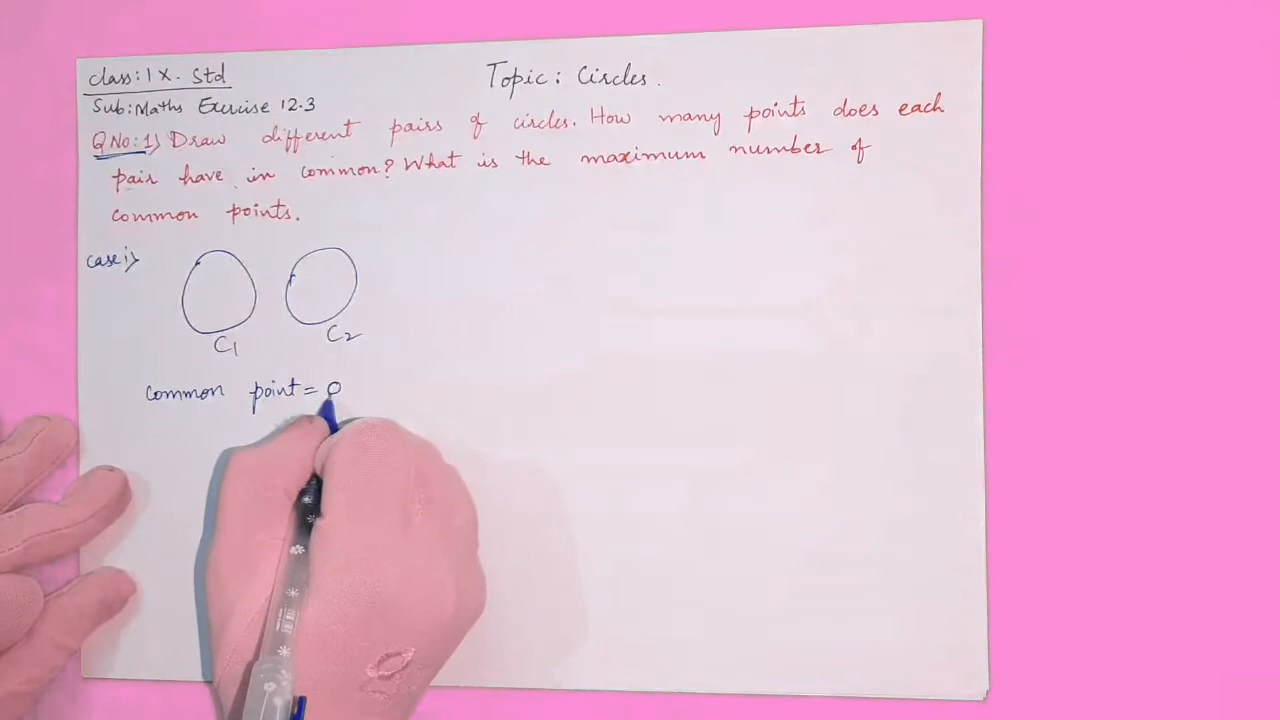 class: IX. Std
Topic: Circles.
Sub: Maths Exercise 12.3
Q No: 1) Draw different pairs of circles. How many points does each
pair have in common? What is the maximum number of
common points.
case i)
C1
C2
common point = 0